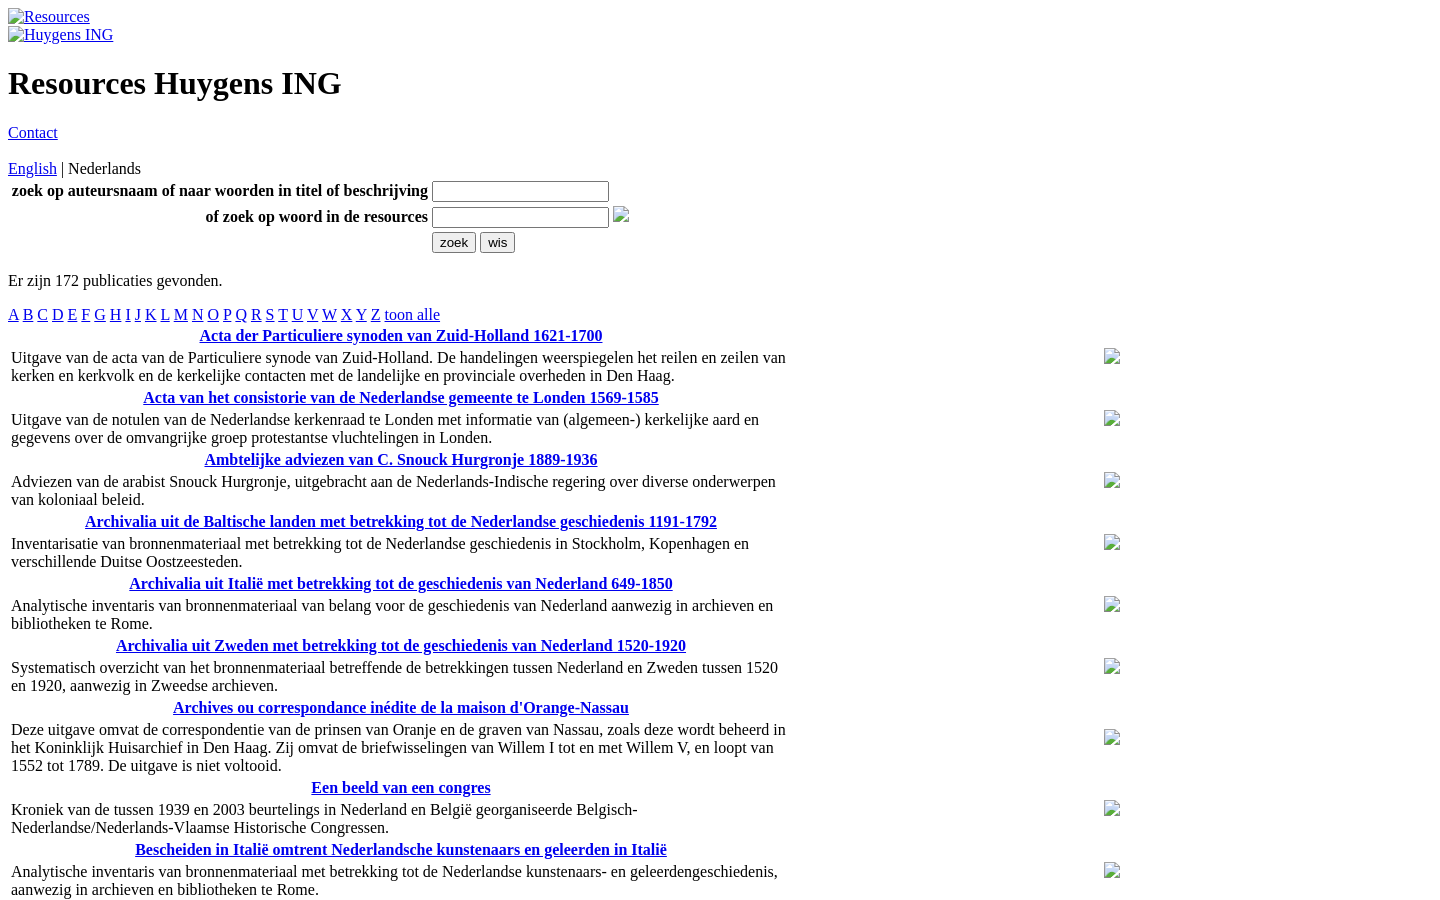 Resources
Huygens ING
Resources Huygens ING
Contact
English | Nederlands
zoek op auteursnaam of naar woorden in titel of beschrijving
of zoek op woord in de resources
zoek wis
Er zijn 172 publicaties gevonden.
A B C D E F G H I J K L M N O P Q R S T U V W X Y Z toon alle
Acta der Particuliere synoden van Zuid-Holland 1621-1700
Uitgave van de acta van de Particuliere synode van Zuid-Holland. De handelingen weerspiegelen het reilen en zeilen van
kerken en kerkvolk en de kerkelijke contacten met de landelijke en provinciale overheden in Den Haag.
Acta van het consistorie van de Nederlandse gemeente te Londen 1569-1585
Uitgave van de notulen van de Nederlandse kerkenraad te Londen met informatie van (algemeen-) kerkelijke aard en
gegevens over de omvangrijke groep protestantse vluchtelingen in Londen.
Ambtelijke adviezen van C. Snouck Hurgronje 1889-1936
Adviezen van de arabist Snouck Hurgronje, uitgebracht aan de Nederlands-Indische regering over diverse onderwerpen
van koloniaal beleid.
Archivalia uit de Baltische landen met betrekking tot de Nederlandse geschiedenis 1191-1792
Inventarisatie van bronnenmateriaal met betrekking tot de Nederlandse geschiedenis in Stockholm, Kopenhagen en
verschillende Duitse Oostzeesteden.
Archivalia uit Italië met betrekking tot de geschiedenis van Nederland 649-1850
Analytische inventaris van bronnenmateriaal van belang voor de geschiedenis van Nederland aanwezig in archieven en
bibliotheken te Rome.
Archivalia uit Zweden met betrekking tot de geschiedenis van Nederland 1520-1920
Systematisch overzicht van het bronnenmateriaal betreffende de betrekkingen tussen Nederland en Zweden tussen 1520
en 1920, aanwezig in Zweedse archieven.
Archives ou correspondance inédite de la maison d'Orange-Nassau
Deze uitgave omvat de correspondentie van de prinsen van Oranje en de graven van Nassau, zoals deze wordt beheerd in
het Koninklijk Huisarchief in Den Haag. Zij omvat de briefwisselingen van Willem I tot en met Willem V, en loopt van
1552 tot 1789. De uitgave is niet voltooid.
Een beeld van een congres
Kroniek van de tussen 1939 en 2003 beurtelings in Nederland en België georganiseerde Belgisch-
Nederlandse/Nederlands-Vlaamse Historische Congressen.
Bescheiden in Italië omtrent Nederlandsche kunstenaars en geleerden in Italië
Analytische inventaris van bronnenmateriaal met betrekking tot de Nederlandse kunstenaars- en geleerdengeschiedenis,
aanwezig in archieven en bibliotheken te Rome.